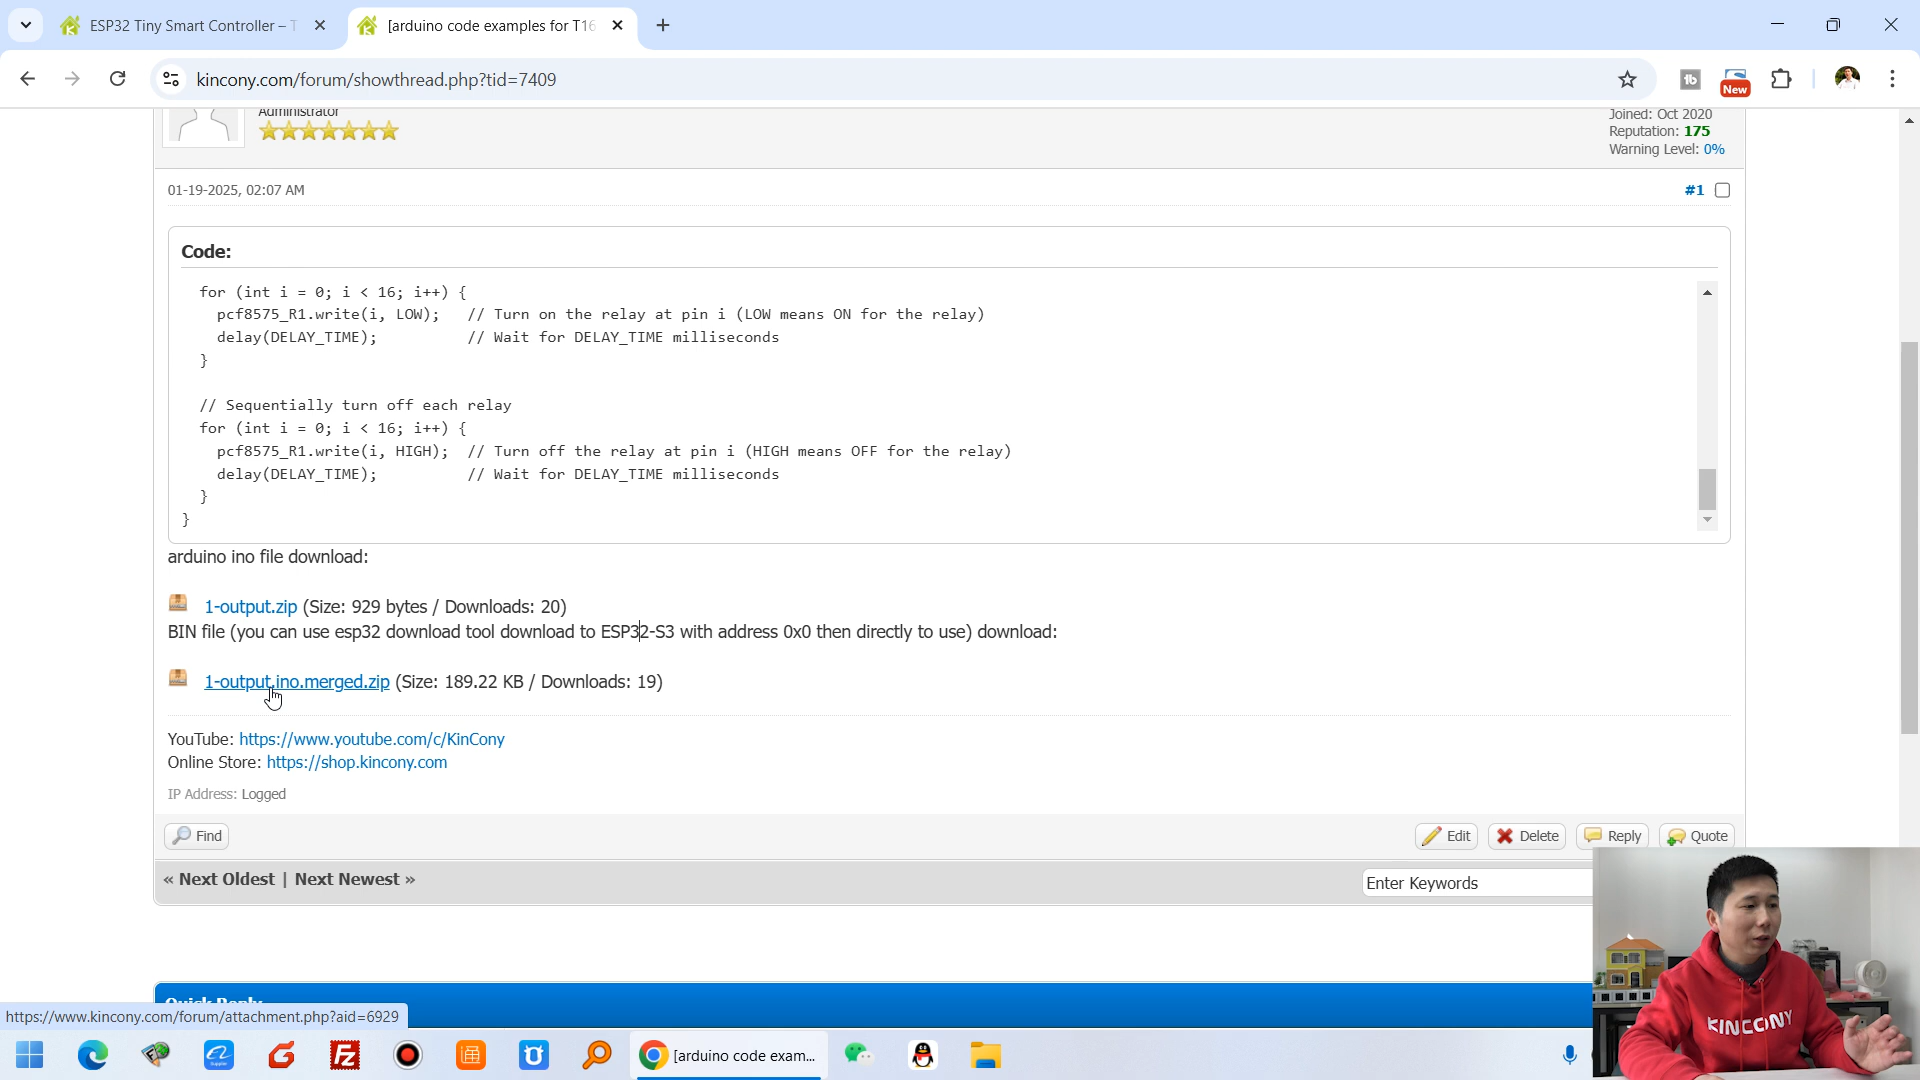 ESP32 Tiny Smart Controller – T
[arduino code examples for T16
kincony.com/forum/showthread.php?tid=7409
New
Administrator
Joined: Oct 2020
Reputation: 175
Warning Level: 0%
01-19-2025, 02:07 AM
#1
Code:
for (int i = 0; i < 16; i++) {
pcf8575_R1.write(i, LOW);   // Turn on the relay at pin i (LOW means ON for the relay)
delay(DELAY_TIME);          // Wait for DELAY_TIME milliseconds
}
// Sequentially turn off each relay
for (int i = 0; i < 16; i++) {
pcf8575_R1.write(i, HIGH);  // Turn off the relay at pin i (HIGH means OFF for the relay)
delay(DELAY_TIME);          // Wait for DELAY_TIME milliseconds
}
}
arduino ino file download:
1-output.zip (Size: 929 bytes / Downloads: 20)
BIN file (you can use esp32 download tool download to ESP32-S3 with address 0x0 then directly to use) download:
1-output.ino.merged.zip (Size: 189.22 KB / Downloads: 19)
YouTube: https://www.youtube.com/c/KinCony
Online Store: https://shop.kincony.com
IP Address: Logged
Find
Edit
Delete
Reply
Quote
« Next Oldest | Next Newest »
Enter Keywords
Quick Reply
https://www.kincony.com/forum/attachment.php?aid=6929
[arduino code exam...
KINCONY